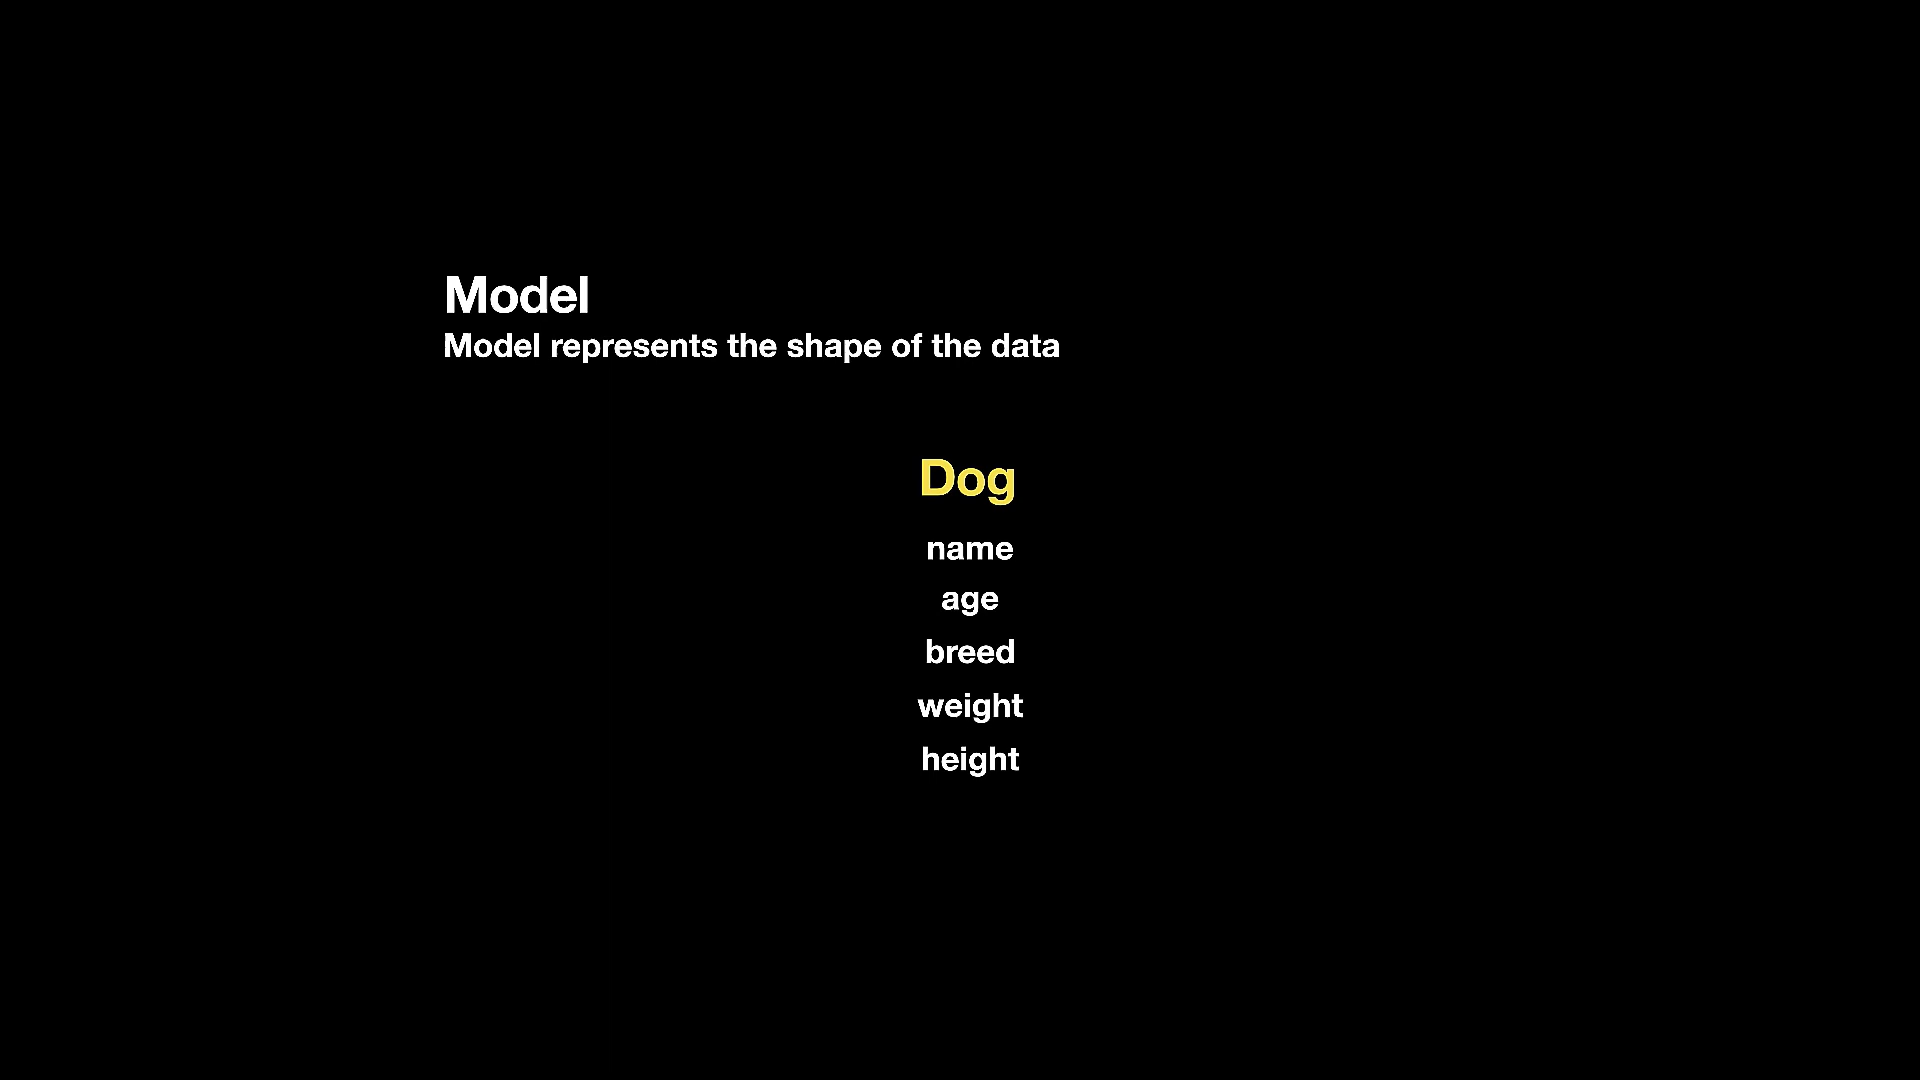 Model
Model represents the shape of the data
Dog
name
age
breed
weight
height